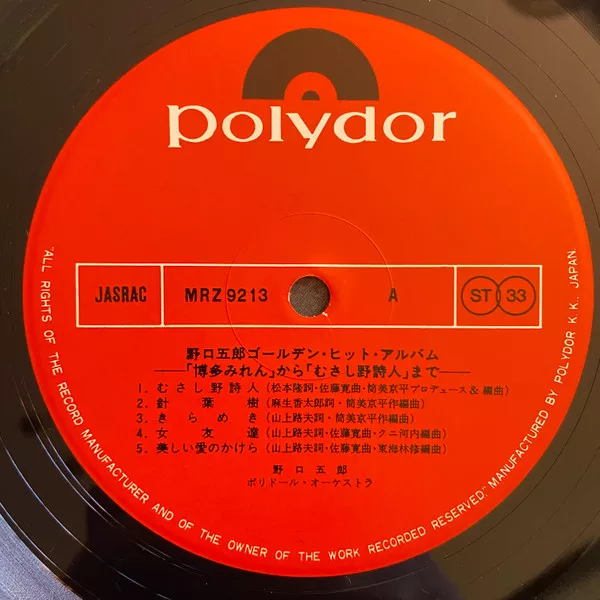 polydor
JASRAC MRZ 9213 A ST 33
野口五郎ゴールデン・ヒット・アルバム
──「博多みれん」から「むさし野詩人」まで──
1. むさし野詩人(松本隆詞・佐藤寛曲・筒美京平プロデュース&編曲)
2. 針葉樹(麻生香太郎詞・筒美京平作編曲)
3. きらめき(山上路夫詞・筒美京平作編曲)
4. 女友達(山上路夫詞・佐藤寛曲・クニ河内編曲)
5. 美しい愛のかけら(山上路夫詞・佐藤寛曲・東海林修編曲)
野口五郎
ポリドール・オーケストラ
"ALL RIGHTS OF THE RECORD MANUFACTURER AND OF THE OWNER OF THE WORK RECORDED RESERVED." MANUFACTURED BY POLYDOR K.K., JAPAN.